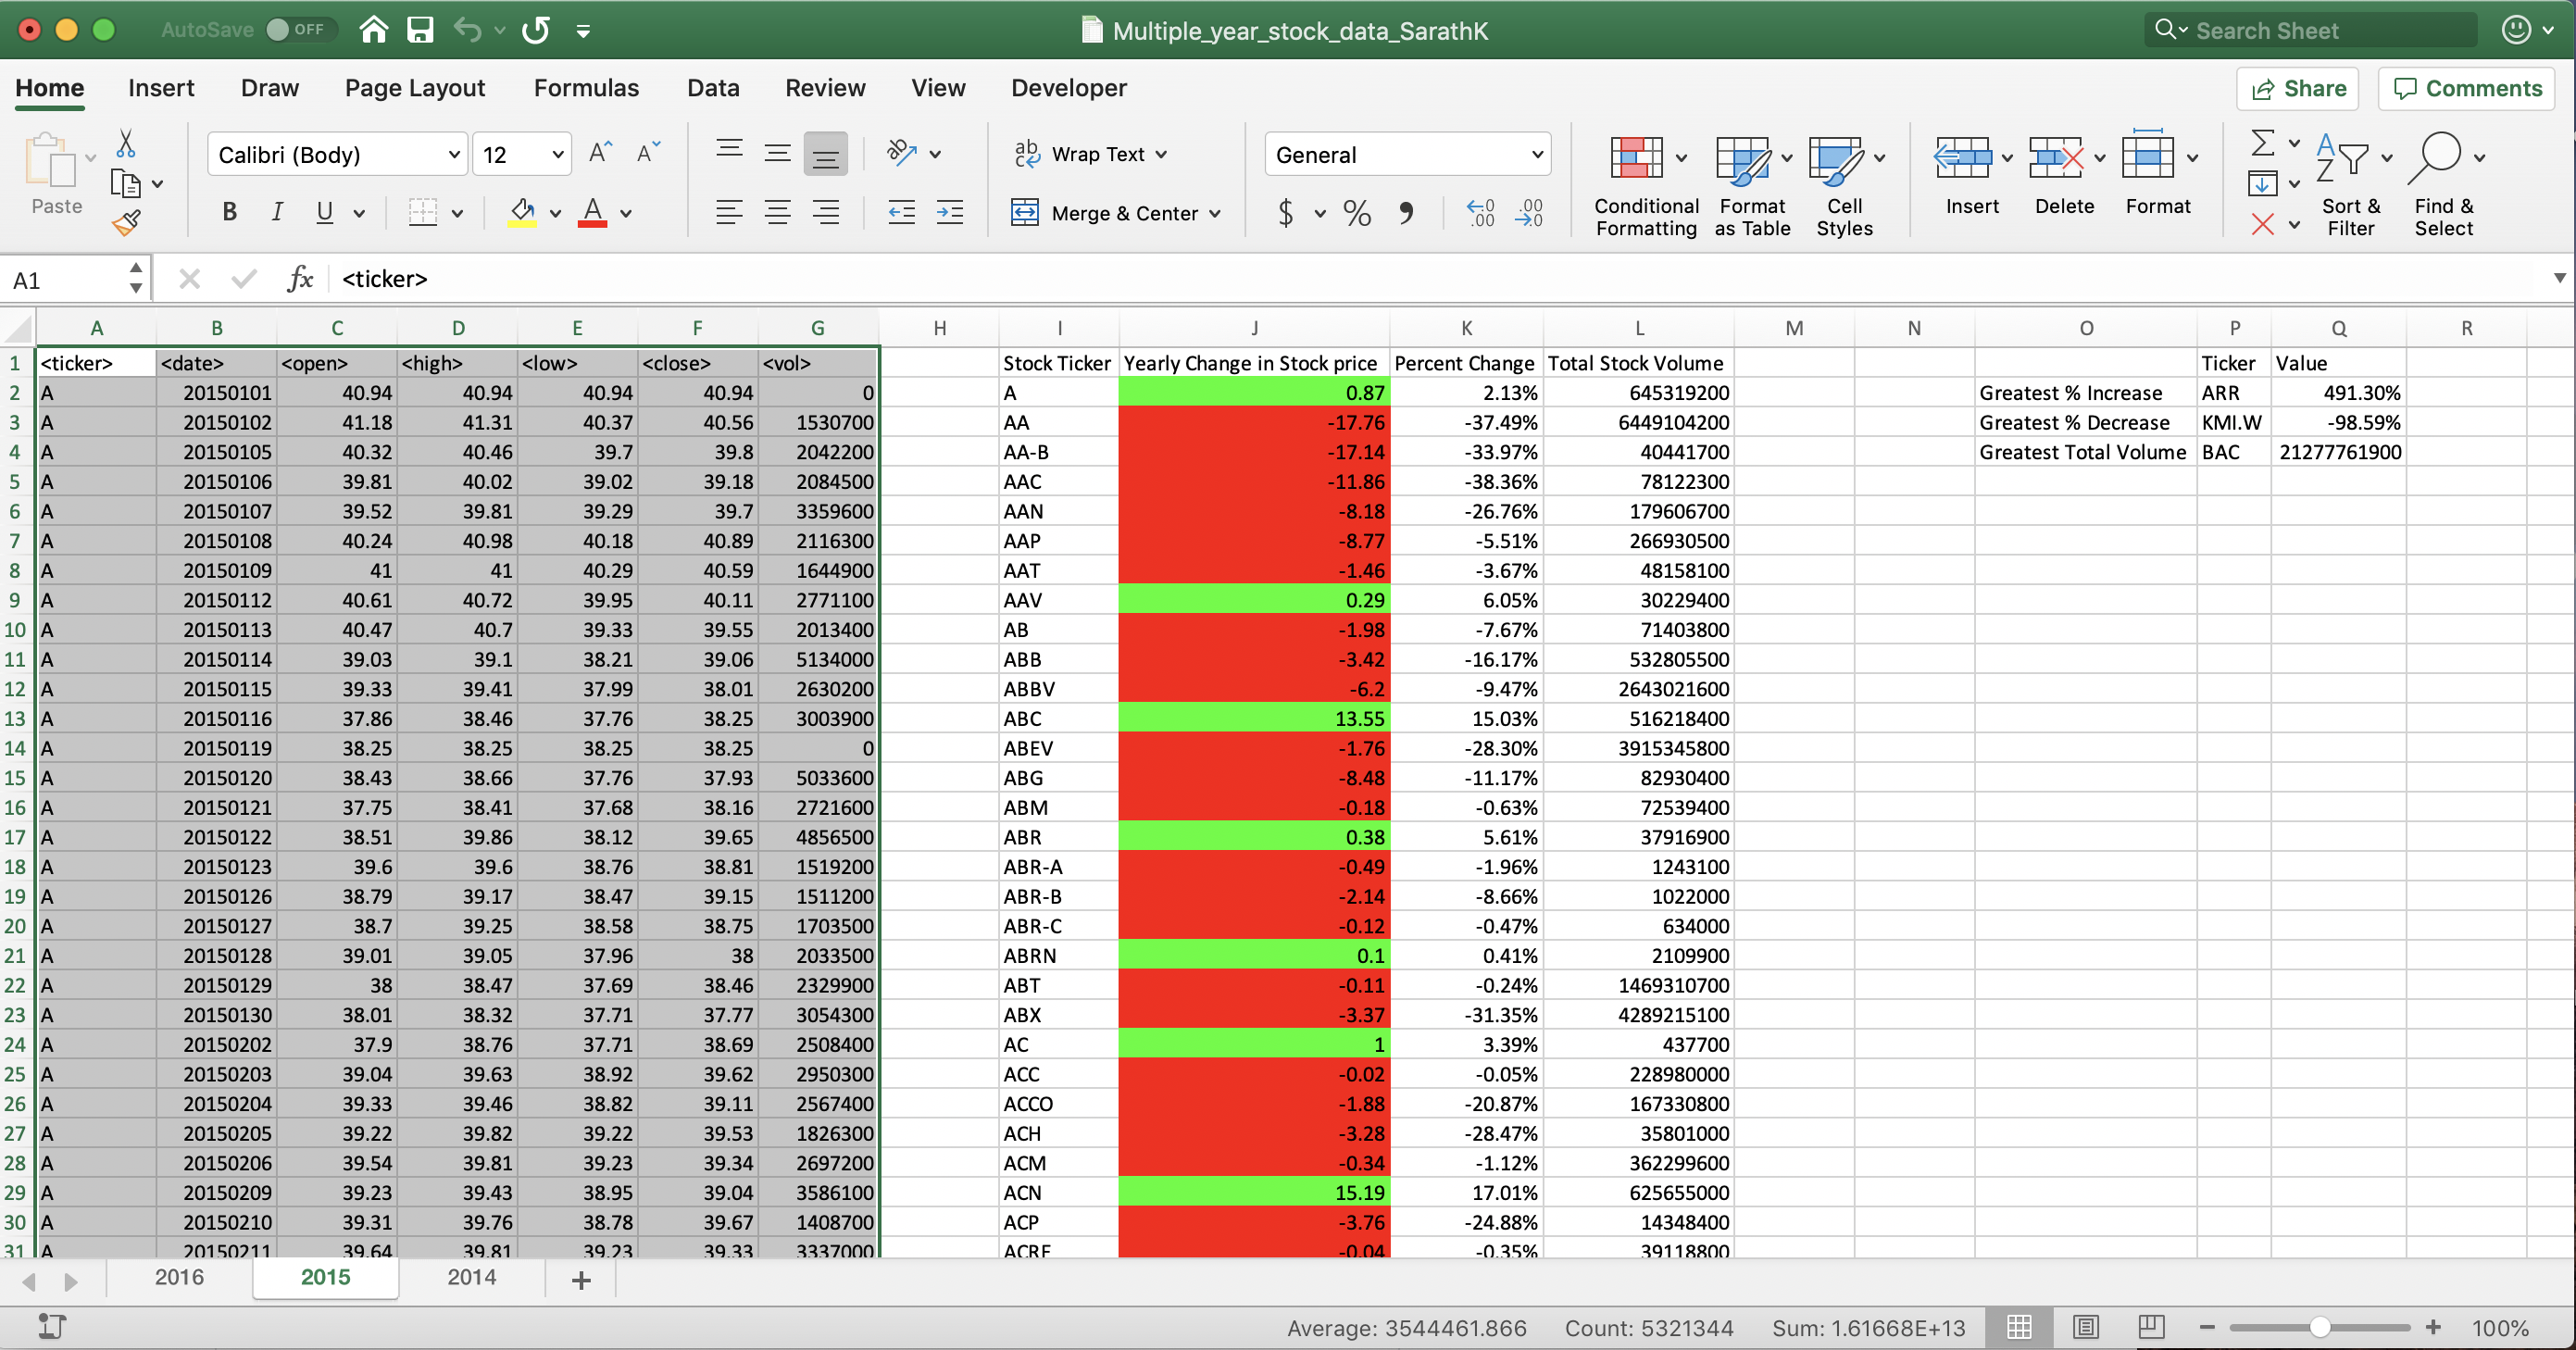 AutoSave OFF Multiple_year_stock_data_SarathK Search Sheet
Home Insert Draw Page Layout Formulas Data Review View Developer Share Comments
Paste Calibri (Body) 12 A A ab Wrap Text General Conditional Formatting Format as Table Cell Styles Insert Delete Format Sort & Filter Find & Select
B I U A Merge & Center $ % 
A1 fx <ticker>
A B C D E F G H I J K L M N O P Q R
1 <ticker> <date> <open> <high> <low> <close> <vol> Stock Ticker Yearly Change in Stock price Percent Change Total Stock Volume Ticker Value
2 A 20150101 40.94 40.94 40.94 40.94 0 A 0.87 2.13% 645319200 Greatest % Increase ARR 491.30%
3 A 20150102 41.18 41.31 40.37 40.56 1530700 AA -17.76 -37.49% 6449104200 Greatest % Decrease KMI.W -98.59%
4 A 20150105 40.32 40.46 39.7 39.8 2042200 AA-B -17.14 -33.97% 40441700 Greatest Total Volume BAC 21277761900
5 A 20150106 39.81 40.02 39.02 39.18 2084500 AAC -11.86 -38.36% 78122300
6 A 20150107 39.52 39.81 39.29 39.7 3359600 AAN -8.18 -26.76% 179606700
7 A 20150108 40.24 40.98 40.18 40.89 2116300 AAP -8.77 -5.51% 266930500
8 A 20150109 41 41 40.29 40.59 1644900 AAT -1.46 -3.67% 48158100
9 A 20150112 40.61 40.72 39.95 40.11 2771100 AAV 0.29 6.05% 30229400
10 A 20150113 40.47 40.7 39.33 39.55 2013400 AB -1.98 -7.67% 71403800
11 A 20150114 39.03 39.1 38.21 39.06 5134000 ABB -3.42 -16.17% 532805500
12 A 20150115 39.33 39.41 37.99 38.01 2630200 ABBV -6.2 -9.47% 2643021600
13 A 20150116 37.86 38.46 37.76 38.25 3003900 ABC 13.55 15.03% 516218400
14 A 20150119 38.25 38.25 38.25 38.25 0 ABEV -1.76 -28.30% 3915345800
15 A 20150120 38.43 38.66 37.76 37.93 5033600 ABG -8.48 -11.17% 82930400
16 A 20150121 37.75 38.41 37.68 38.16 2721600 ABM -0.18 -0.63% 72539400
17 A 20150122 38.51 39.86 38.12 39.65 4856500 ABR 0.38 5.61% 37916900
18 A 20150123 39.6 39.6 38.76 38.81 1519200 ABR-A -0.49 -1.96% 1243100
19 A 20150126 38.79 39.17 38.47 39.15 1511200 ABR-B -2.14 -8.66% 1022000
20 A 20150127 38.7 39.25 38.58 38.75 1703500 ABR-C -0.12 -0.47% 634000
21 A 20150128 39.01 39.05 37.96 38 2033500 ABRN 0.1 0.41% 2109900
22 A 20150129 38 38.47 37.69 38.46 2329900 ABT -0.11 -0.24% 1469310700
23 A 20150130 38.01 38.32 37.71 37.77 3054300 ABX -3.37 -31.35% 4289215100
24 A 20150202 37.9 38.76 37.71 38.69 2508400 AC 1 3.39% 437700
25 A 20150203 39.04 39.63 38.92 39.62 2950300 ACC -0.02 -0.05% 228980000
26 A 20150204 39.33 39.46 38.82 39.11 2567400 ACCO -1.88 -20.87% 167330800
27 A 20150205 39.22 39.82 39.22 39.53 1826300 ACH -3.28 -28.47% 35801000
28 A 20150206 39.54 39.81 39.23 39.34 2697200 ACM -0.34 -1.12% 362299600
29 A 20150209 39.23 39.43 38.95 39.04 3586100 ACN 15.19 17.01% 625655000
30 A 20150210 39.31 39.76 38.78 39.67 1408700 ACP -3.76 -24.88% 14348400
31 A 20150211 39.64 39.81 39.23 39.33 3337000 ACRE -0.04 -0.35% 39118800
2016 2015 2014 +
Average: 3544461.866 Count: 5321344 Sum: 1.61668E+13 100%